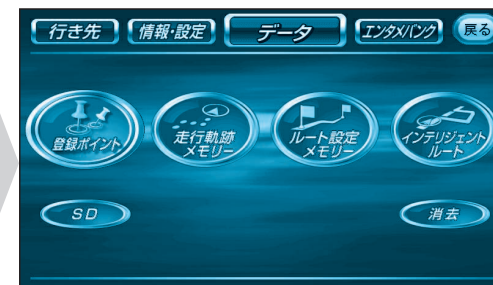 行き先 情報・設定 データ エンタメバンク 戻る
登録ポイント 走行軌跡 ルート設定 インテリジェント
メモリー メモリー ルート
SD 消去